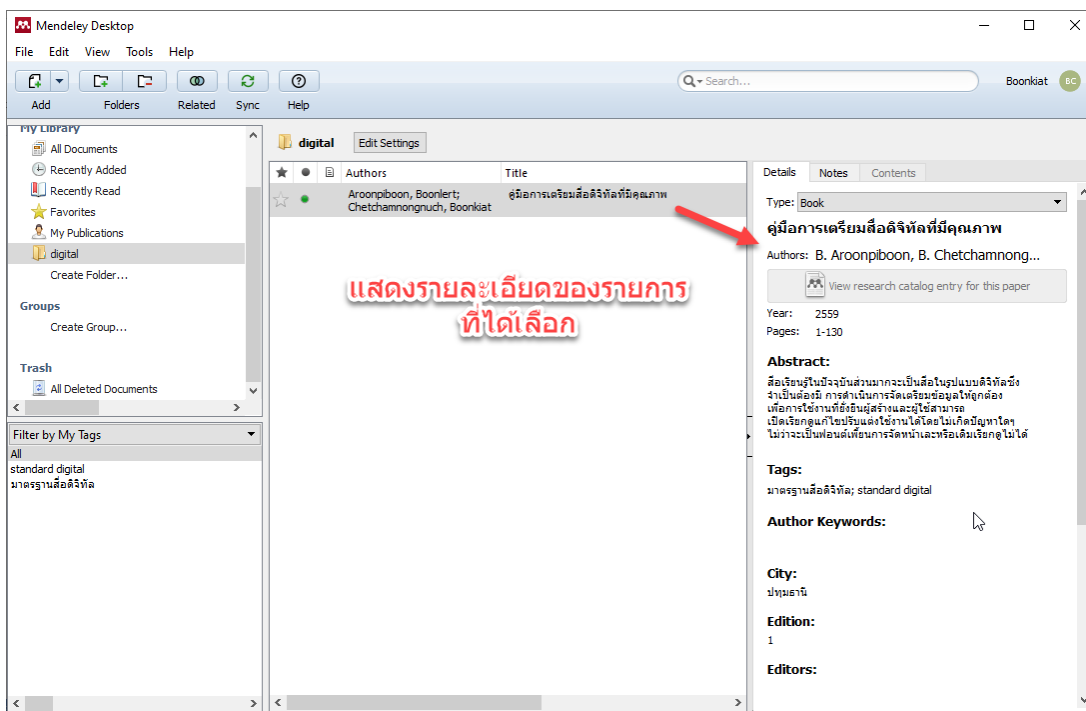 Mendeley Desktop
File Edit View Tools Help
Search...
Boonkiat BC
Add Folders Related Sync Help
My Library
All Documents
Recently Added
Recently Read
Favorites
My Publications
digital
Create Folder...
Groups
Create Group...
Trash
All Deleted Documents
Filter by My Tags
All
standard digital
มาตรฐานสื่อดิจิทัล
digital Edit Settings
Authors Title
Aroonpiboon, Boonlert; คู่มือการเตรียมสื่อดิจิทัลที่มีคุณภาพ
Chetchamnongnuch, Boonkiat
แสดงรายละเอียดของรายการ
ที่ได้เลือก
Details Notes Contents
Type: Book
คู่มือการเตรียมสื่อดิจิทัลที่มีคุณภาพ
Authors: B. Aroonpiboon, B. Chetchamnong...
View research catalog entry for this paper
Year: 2559
Pages: 1-130
Abstract:
สื่อเรียนรู้ในปัจจุบันส่วนมากจะเป็นสื่อในรูปแบบดิจิทัลซึ่ง
จำเป็นต้องมี การดำเนินการจัดเตรียมข้อมูลให้ถูกต้อง
เพื่อการใช้งานที่ยั่งยืนผู้สร้างและผู้ใช้สามารถ
เปิดเรียกดูแก้ไขปรับแต่งใช้งานได้โดยไม่เกิดปัญหาใดๆ
ไม่ว่าจะเป็นฟอนต์เพี้ยนการจัดหน้าเละหรือเดิมเรียกดูไม่ได้
Tags:
มาตรฐานสื่อดิจิทัล; standard digital
Author Keywords:
City:
ปทุมธานี
Edition:
1
Editors: